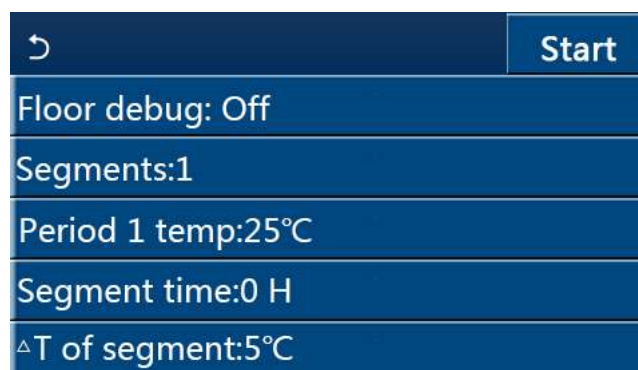 Start
Floor debug: Off
Segments:1
Period 1 temp:25℃
Segment time:0 H
△T of segment:5℃